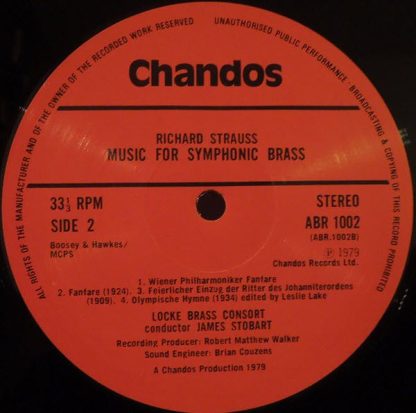 ALL RIGHTS OF THE MANUFACTURER AND OF THE OWNER OF THE RECORDED WORK RESERVED
UNAUTHORISED PUBLIC PERFORMANCE · BROADCASTING & COPYING OF THIS RECORD PROHIBITED
Chandos
RICHARD STRAUSS
MUSIC FOR SYMPHONIC BRASS
33⅓ RPM
SIDE 2
Boosey & Hawkes/
MCPS
STEREO
ABR 1002
(ABR.1002B)
℗ 1979
Chandos Records Ltd.
1. Wiener Philharmoniker Fanfare
2. Fanfare (1924). 3. Feierlicher Einzug der Ritter des Johanniterordens
(1909). 4. Olympische Hymne (1934) edited by Leslie Lake
LOCKE BRASS CONSORT
conductor JAMES STOBART
Recording Producer: Robert Matthew Walker
Sound Engineer: Brian Couzens
A Chandos Production 1979